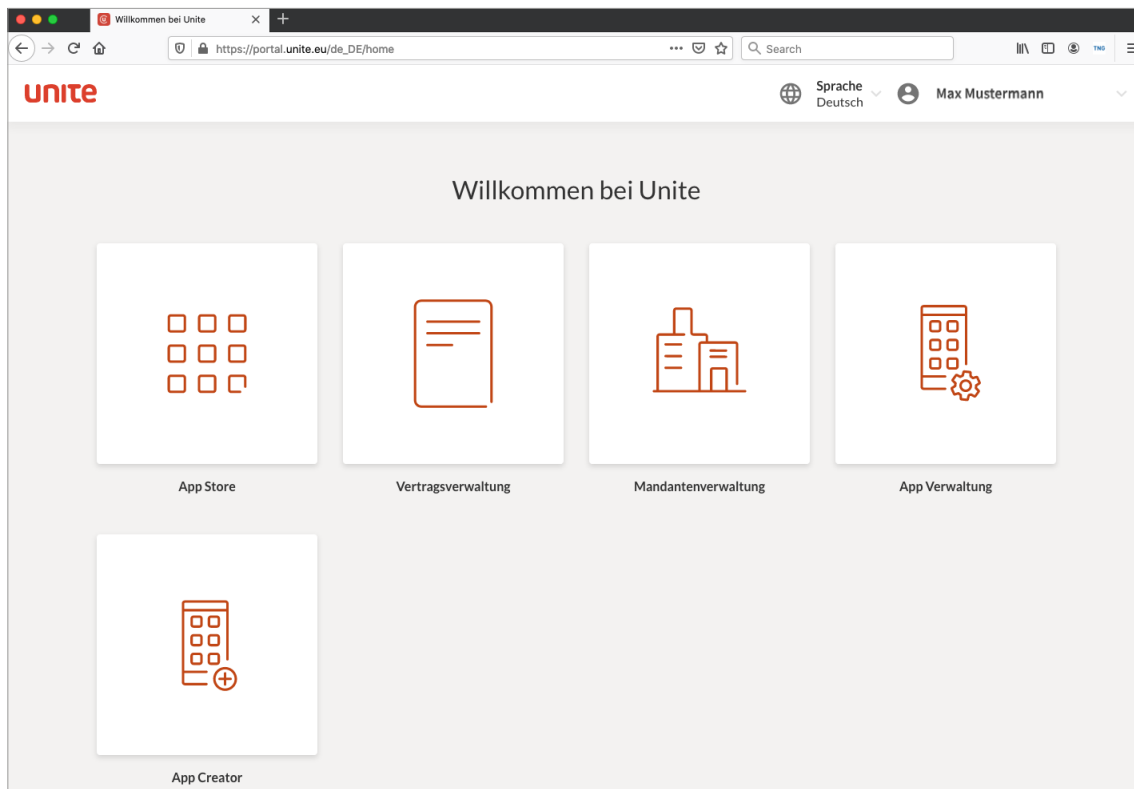 Willkommen bei Unite
https://portal.unite.eu/de_DE/home
Search
TNG
unite
Sprache
Deutsch
Max Mustermann
Willkommen bei Unite
App Store
Vertragsverwaltung
Mandantenverwaltung
App Verwaltung
App Creator